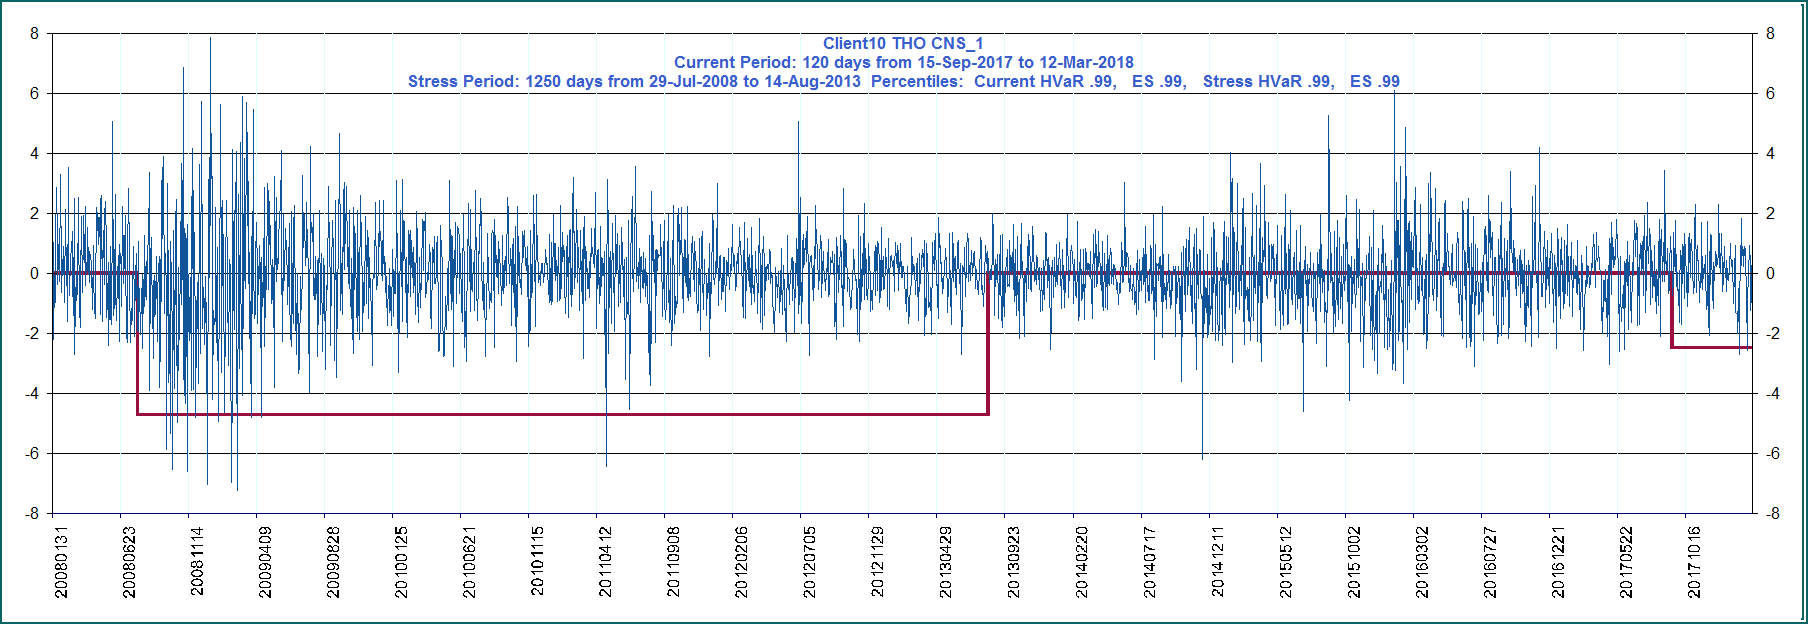 Client10 THO CNS_1
Current Period: 120 days from 15-Sep-2017 to 12-Mar-2018
Stress Period: 1250 days from 29-Jul-2008 to 14-Aug-2013 Percentiles: Current HVaR .99, ES .99, Stress HVaR .99, ES .99
8 8
6 6
4 4
2 2
0 0
-2 -2
-4 -4
-6 -6
-8 -8
20080131 20080623 20081114 20090409 20090828 20100125 20100621 20101115 20110412 20110908 20120206 20120705 20121129 20130429 20130923 20140220 20140717 20141211 20150512 20151002 20160302 20160727 20161221 20170522 20171016